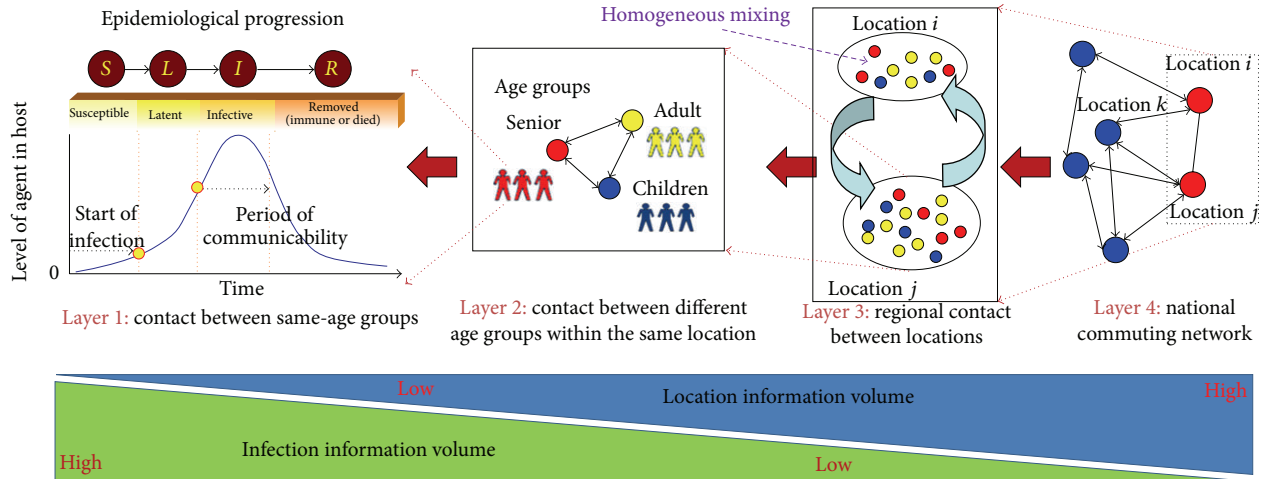 Epidemiological progression
S L I R
Susceptible Latent Infective Removed
(immune or died)
Level of agent in host
Start of
infection
Period of
communicability
0
Time
Layer 1: contact between same-age groups
Age groups
Senior
Adult
Children
Layer 2: contact between different
age groups within the same location
Homogeneous mixing
Location i
Location j
Layer 3: regional contact
between locations
Location i
Location k
Location j
Layer 4: national
commuting network
Low
Location information volume
High
Infection information volume
High
Low